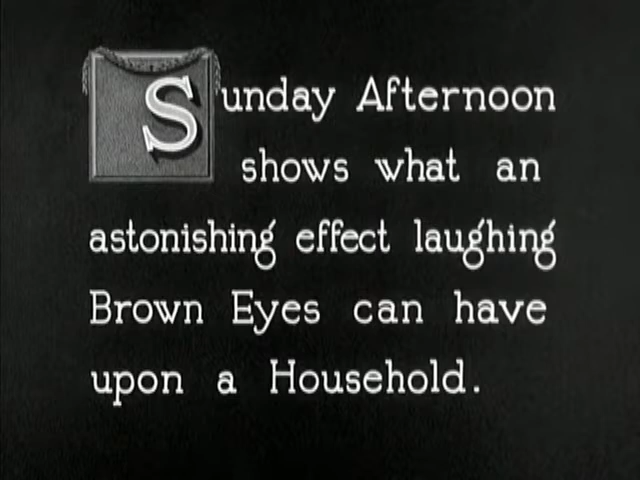 Sunday Afternoon
shows what an
astonishing effect laughing
Brown Eyes can have
upon a Household.